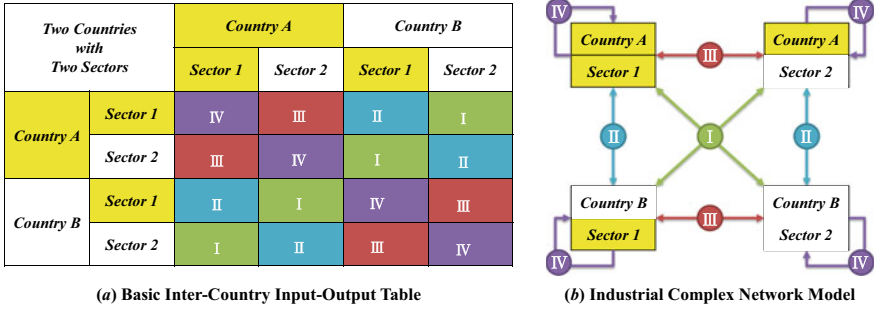 Two Countries
with
Two Sectors
Country A
Country B
Sector 1
Sector 2
Sector 1
Sector 2
Country A
Sector 1
Ⅳ
Ⅲ
Ⅱ
Ⅰ
Sector 2
Ⅲ
Ⅳ
Ⅰ
Ⅱ
Country B
Sector 1
Ⅱ
Ⅰ
Ⅳ
Ⅲ
Sector 2
Ⅰ
Ⅱ
Ⅲ
Ⅳ
(a) Basic Inter-Country Input-Output Table
Ⅳ
Ⅳ
Country A
Sector 1
Ⅲ
Country A
Sector 2
Ⅱ
Ⅰ
Ⅱ
Country B
Sector 1
Ⅲ
Country B
Sector 2
Ⅳ
Ⅳ
(b) Industrial Complex Network Model